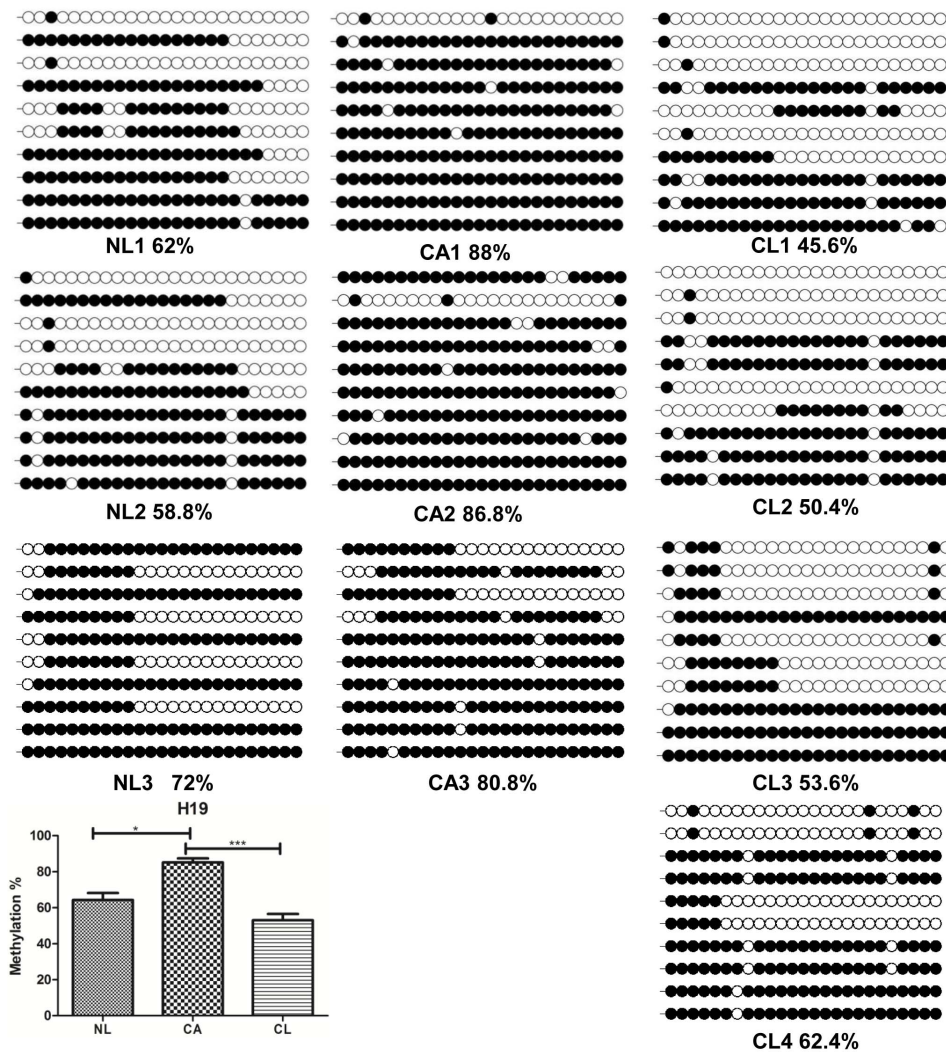 NL1 62%
CA1 88%
CL1 45.6%
NL2 58.8%
CA2 86.8%
CL2 50.4%
NL3 72%
CA3 80.8%
CL3 53.6%
H19
*
***
100
80
60
40
20
0
Methylation %
NL
CA
CL
CL4 62.4%